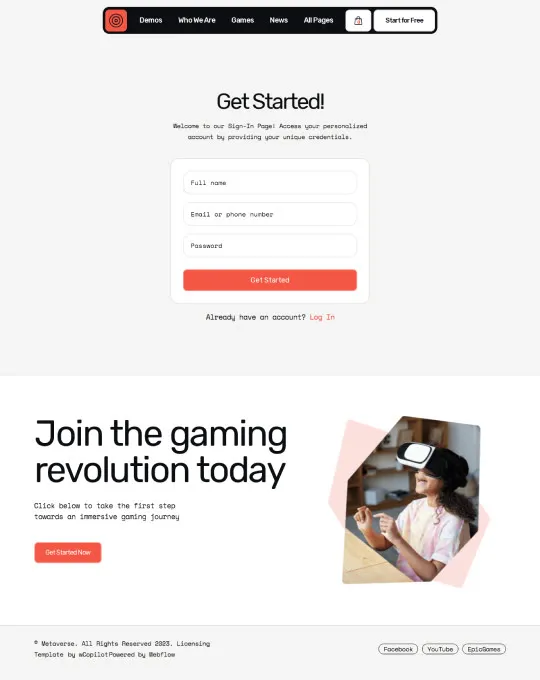 Demos Who We Are Games News All Pages Start for Free
Get Started!
Welcome to our Sign-In Page! Access your personalized
account by providing your unique credentials.
Full name
Email or phone number
Password
Get Started
Already have an account? Log In
Join the gaming
revolution today
Click below to take the first step
towards an immersive gaming journey
Get Started Now
© Metaverse. All Rights Reserved 2023. Licensing
Template by wCopilotPowered by Webflow
Facebook YouTube EpicGames